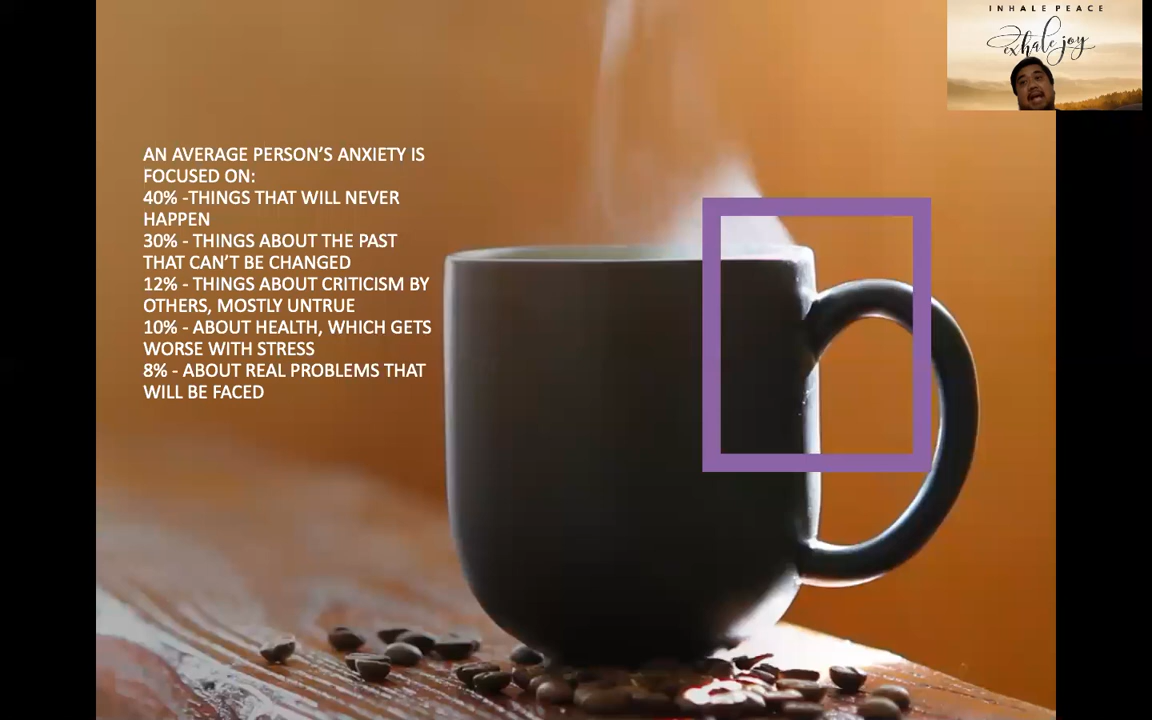 INHALE PEACE
exhale joy
AN AVERAGE PERSON'S ANXIETY IS
FOCUSED ON:
40% -THINGS THAT WILL NEVER
HAPPEN
30% - THINGS ABOUT THE PAST
THAT CAN'T BE CHANGED
12% - THINGS ABOUT CRITICISM BY
OTHERS, MOSTLY UNTRUE
10% - ABOUT HEALTH, WHICH GETS
WORSE WITH STRESS
8% - ABOUT REAL PROBLEMS THAT
WILL BE FACED